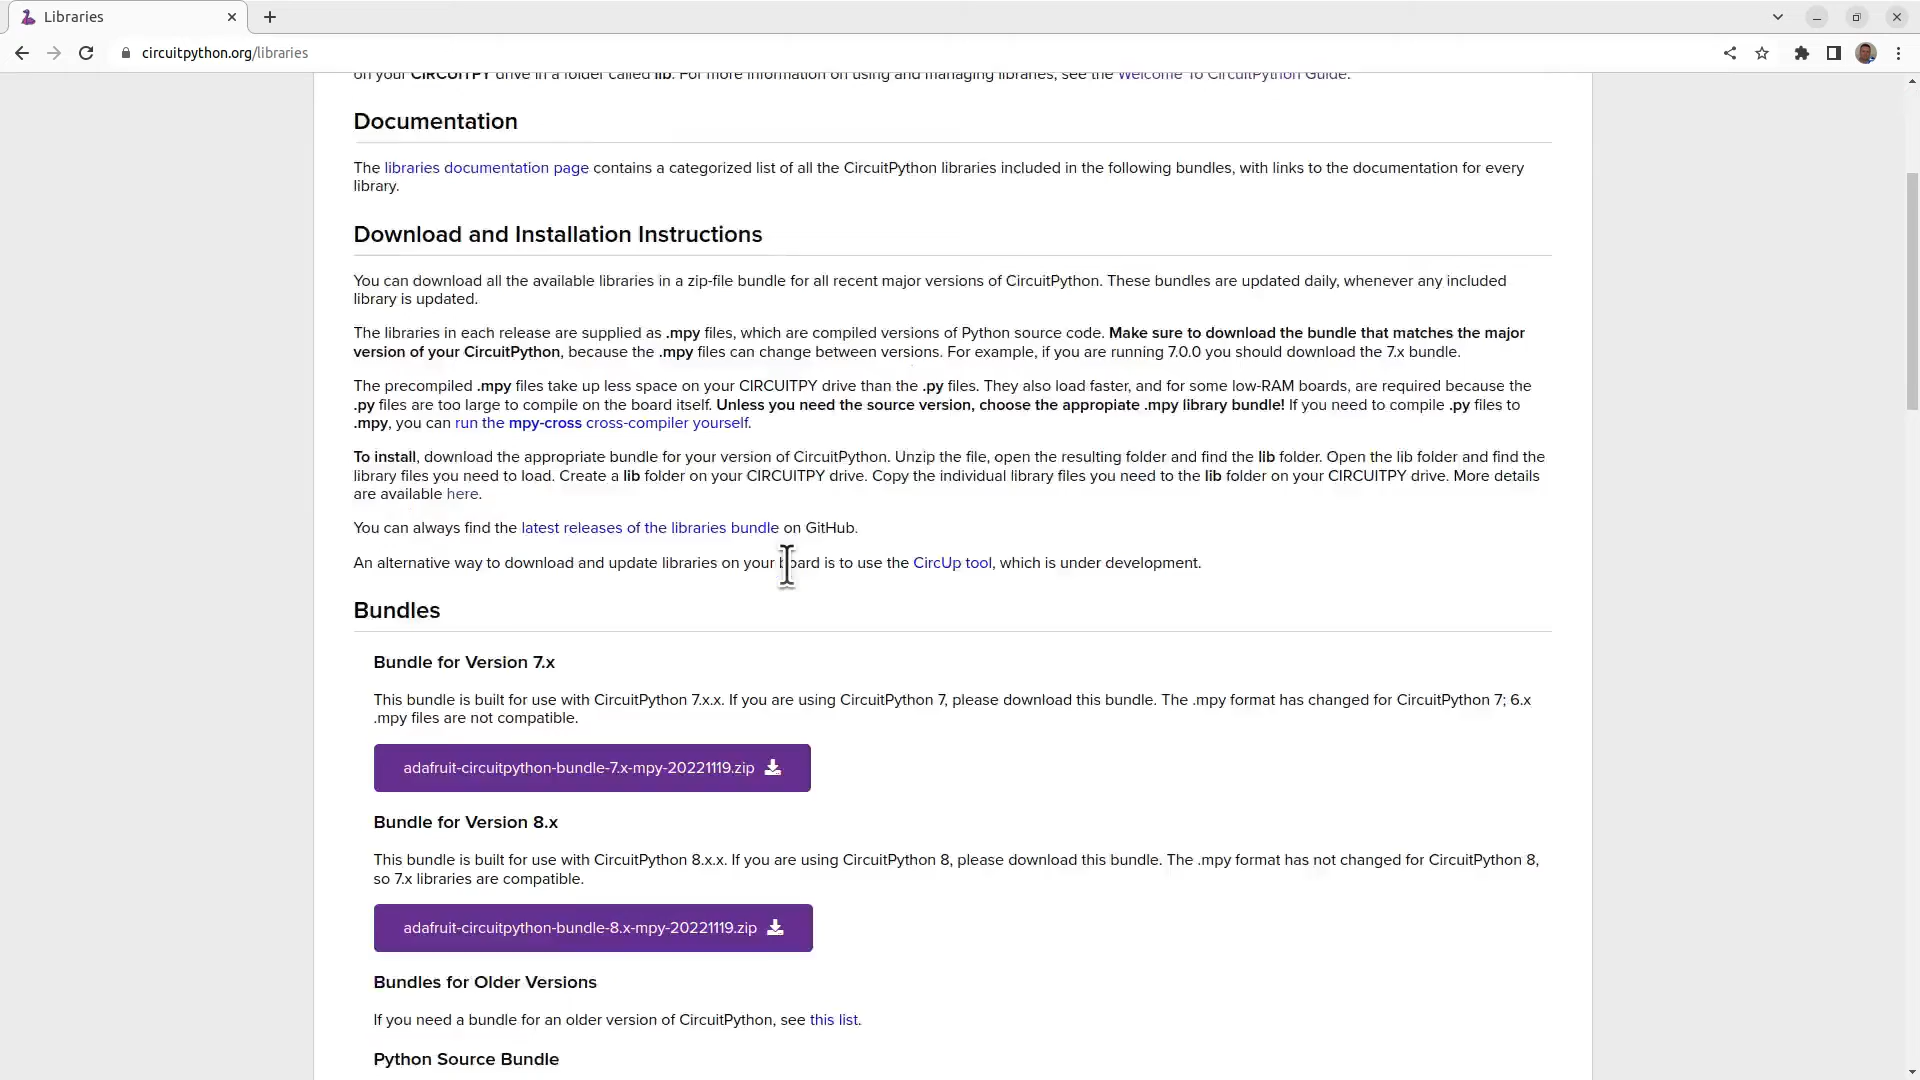 Libraries
circuitpython.org/libraries
on your CIRCUITPY drive in a folder called lib. For more information on using and managing libraries, see the Welcome To CircuitPython Guide.
Documentation
The libraries documentation page contains a categorized list of all the CircuitPython libraries included in the following bundles, with links to the documentation for every
library.
Download and Installation Instructions
You can download all the available libraries in a zip-file bundle for all recent major versions of CircuitPython. These bundles are updated daily, whenever any included
library is updated.
The libraries in each release are supplied as .mpy files, which are compiled versions of Python source code. Make sure to download the bundle that matches the major
version of your CircuitPython, because the .mpy files can change between versions. For example, if you are running 7.0.0 you should download the 7.x bundle.
The precompiled .mpy files take up less space on your CIRCUITPY drive than the .py files. They also load faster, and for some low-RAM boards, are required because the
.py files are too large to compile on the board itself. Unless you need the source version, choose the appropiate .mpy library bundle! If you need to compile .py files to
.mpy, you can run the mpy-cross cross-compiler yourself.
To install, download the appropriate bundle for your version of CircuitPython. Unzip the file, open the resulting folder and find the lib folder. Open the lib folder and find the
library files you need to load. Create a lib folder on your CIRCUITPY drive. Copy the individual library files you need to the lib folder on your CIRCUITPY drive. More details
are available here.
You can always find the latest releases of the libraries bundle on GitHub.
An alternative way to download and update libraries on your board is to use the CircUp tool, which is under development.
Bundles
Bundle for Version 7.x
This bundle is built for use with CircuitPython 7.x.x. If you are using CircuitPython 7, please download this bundle. The .mpy format has changed for CircuitPython 7; 6.x
.mpy files are not compatible.
adafruit-circuitpython-bundle-7.x-mpy-20221119.zip
Bundle for Version 8.x
This bundle is built for use with CircuitPython 8.x.x. If you are using CircuitPython 8, please download this bundle. The .mpy format has not changed for CircuitPython 8,
so 7.x libraries are compatible.
adafruit-circuitpython-bundle-8.x-mpy-20221119.zip
Bundles for Older Versions
If you need a bundle for an older version of CircuitPython, see this list.
Python Source Bundle